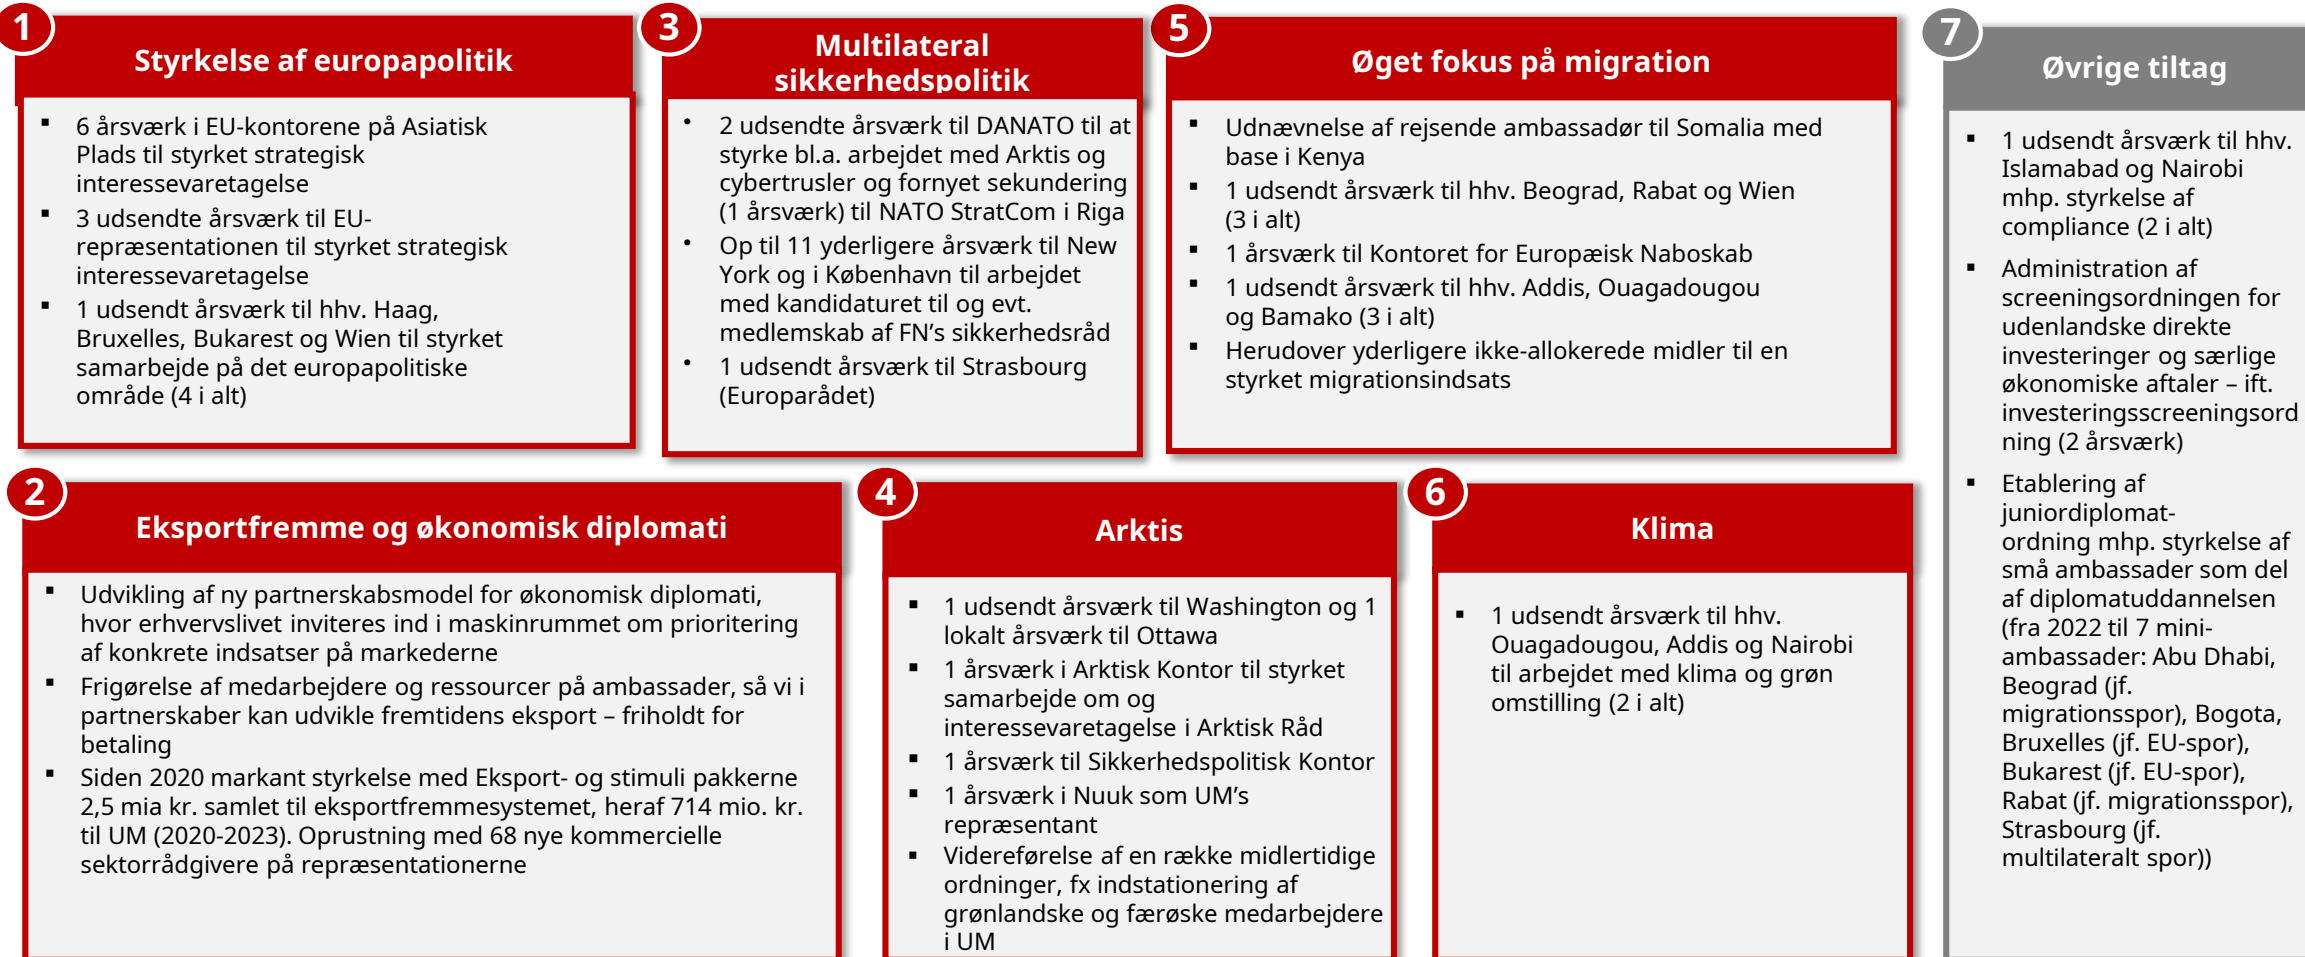 1
Styrkelse af europapolitik
▪ 6 årsværk i EU-kontorene på Asiatisk
Plads til styrket strategisk
interessevaretagelse
▪ 3 udsendte årsværk til EU-
repræsentationen til styrket strategisk
interessevaretagelse
▪ 1 udsendt årsværk til hhv. Haag,
Bruxelles, Bukarest og Wien til styrket
samarbejde på det europapolitiske
område (4 i alt)
2
Eksportfremme og økonomisk diplomati
▪ Udvikling af ny partnerskabsmodel for økonomisk diplomati,
hvor erhvervslivet inviteres ind i maskinrummet om prioritering
af konkrete indsatser på markederne
▪ Frigørelse af medarbejdere og ressourcer på ambassader, så vi i
partnerskaber kan udvikle fremtidens eksport – friholdt for
betaling
▪ Siden 2020 markant styrkelse med Eksport- og stimuli pakkerne
2,5 mia kr. samlet til eksportfremmesystemet, heraf 714 mio. kr.
til UM (2020-2023). Oprustning med 68 nye kommercielle
sektorrådgivere på repræsentationerne
3
Multilateral
sikkerhedspolitik
• 2 udsendte årsværk til DANATO til at
styrke bl.a. arbejdet med Arktis og
cybertrusler og fornyet sekundering
(1 årsværk) til NATO StratCom i Riga
• Op til 11 yderligere årsværk til New
York og i København til arbejdet
med kandidaturet til og evt.
medlemskab af FN’s sikkerhedsråd
• 1 udsendt årsværk til Strasbourg
(Europarådet)
4
Arktis
▪ 1 udsendt årsværk til Washington og 1
lokalt årsværk til Ottawa
▪ 1 årsværk i Arktisk Kontor til styrket
samarbejde om og
interessevaretagelse i Arktisk Råd
▪ 1 årsværk til Sikkerhedspolitisk Kontor
▪ 1 årsværk i Nuuk som UM’s
repræsentant
▪ Videreførelse af en række midlertidige
ordninger, fx indstationering af
grønlandske og færøske medarbejdere
i UM
5
Øget fokus på migration
▪ Udnævnelse af rejsende ambassadør til Somalia med
base i Kenya
▪ 1 udsendt årsværk til hhv. Beograd, Rabat og Wien
(3 i alt)
▪ 1 årsværk til Kontoret for Europæisk Naboskab
▪ 1 udsendt årsværk til hhv. Addis, Ouagadougou
og Bamako (3 i alt)
▪ Herudover yderligere ikke-allokerede midler til en
styrket migrationsindsats
6
Klima
▪ 1 udsendt årsværk til hhv.
Ouagadougou, Addis og Nairobi
til arbejdet med klima og grøn
omstilling (2 i alt)
7
Øvrige tiltag
▪ 1 udsendt årsværk til hhv.
Islamabad og Nairobi
mhp. styrkelse af
compliance (2 i alt)
▪ Administration af
screeningsordningen for
udenlandske direkte
investeringer og særlige
økonomiske aftaler – ift.
investeringsscreeningsord
ning (2 årsværk)
▪ Etablering af
juniordiplomat-
ordning mhp. styrkelse af
små ambassader som del
af diplomatuddannelsen
(fra 2022 til 7 mini-
ambassader: Abu Dhabi,
Beograd (jf.
migrationsspor), Bogota,
Bruxelles (jf. EU-spor),
Bukarest (jf. EU-spor),
Rabat (jf. migrationsspor),
Strasbourg (jf.
multilateralt spor))